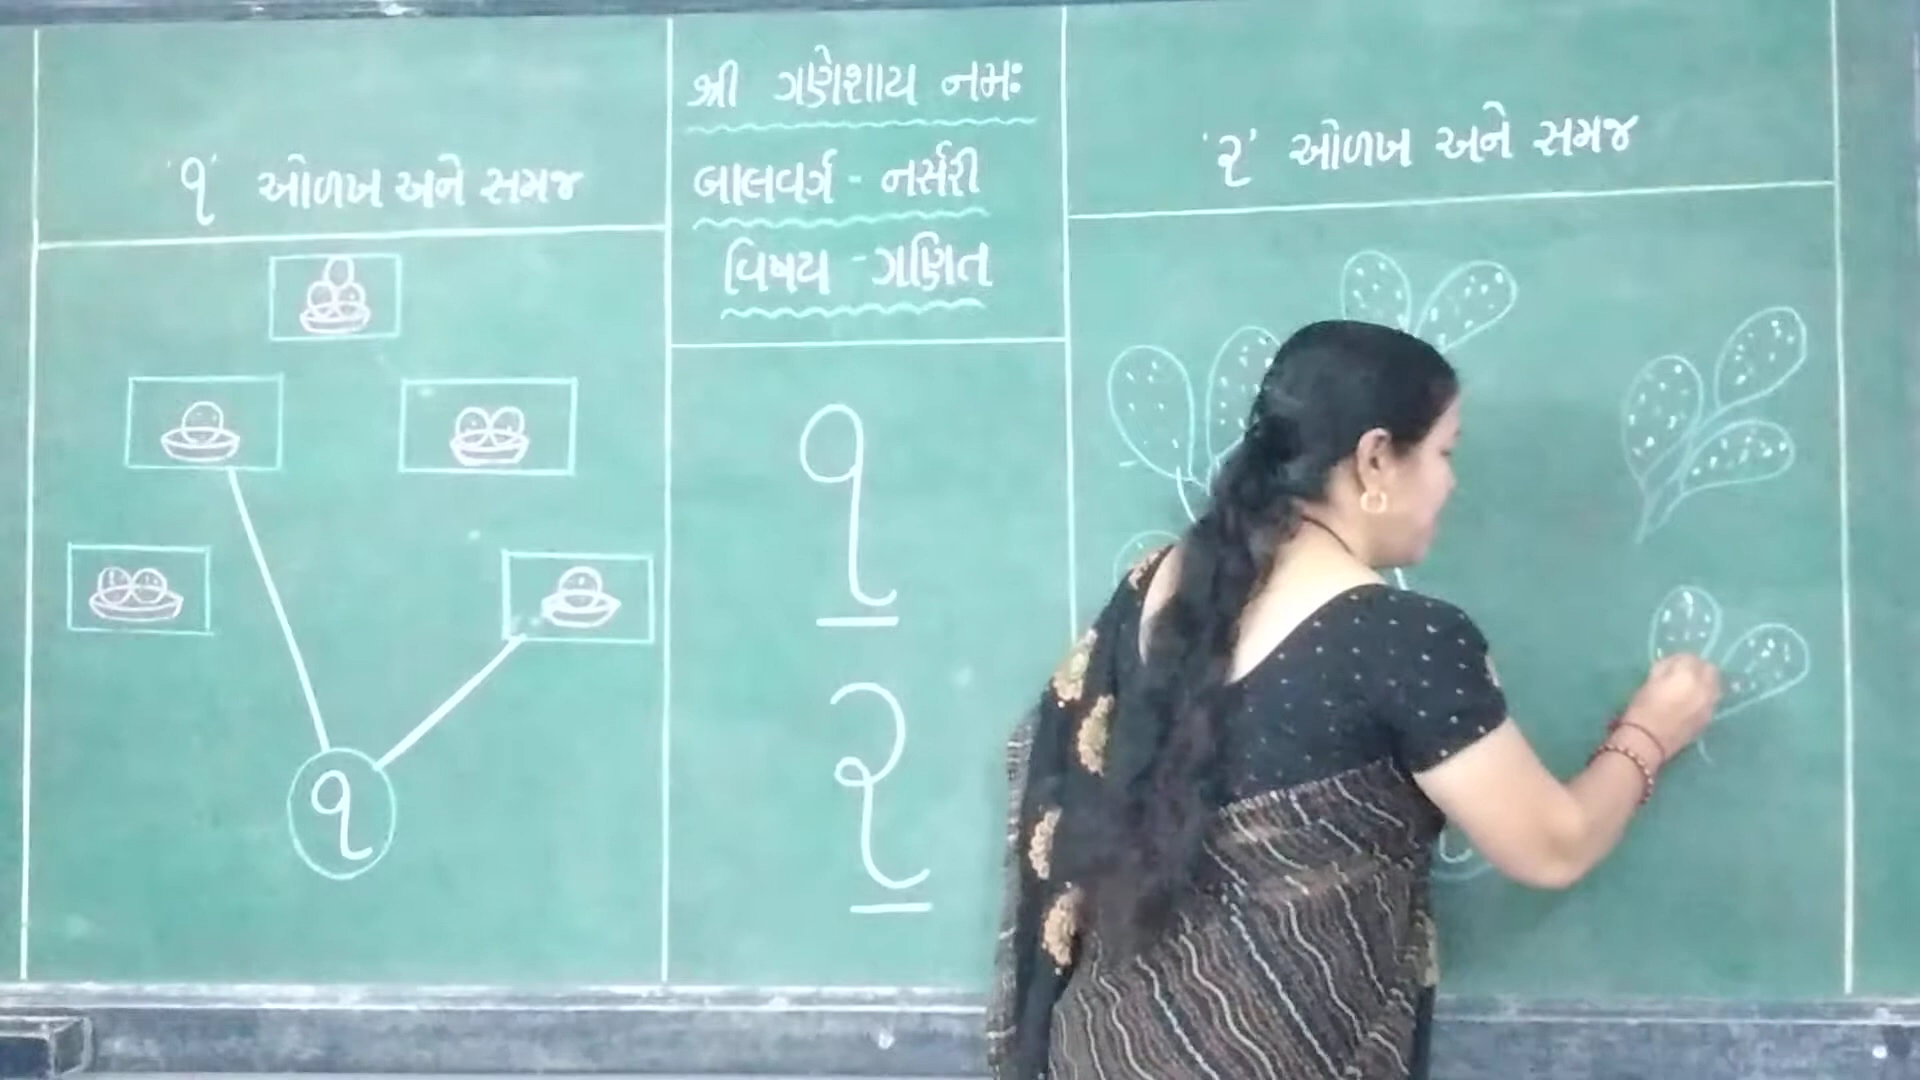 '૧' ઓળખ અને સમજ
૧
શ્રી ગણેશાય નમઃ
બાલવર્ગ - નર્સરી
વિષય - ગણિત
૧
૨
'૨' ઓળખ અને સમજ